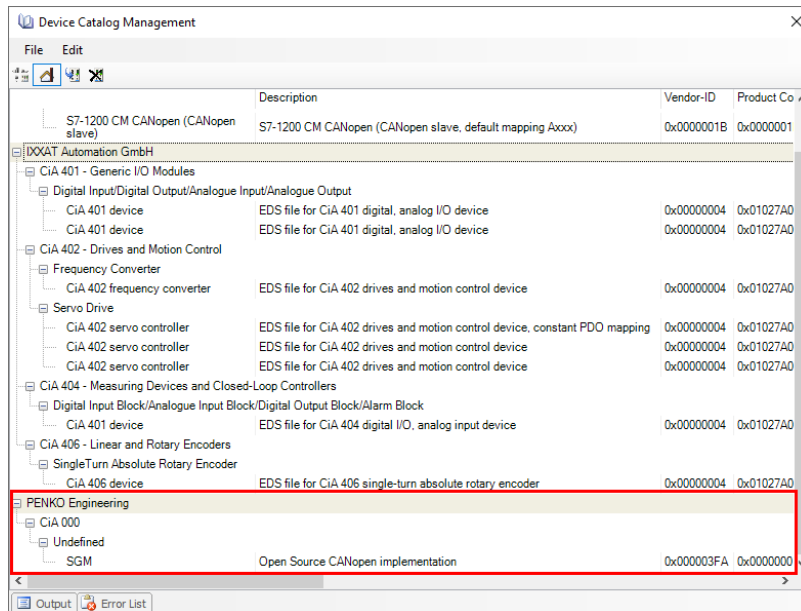 Device Catalog Management
File Edit
Description Vendor-ID Product Co
S7-1200 CM CANopen (CANopen slave) S7-1200 CM CANopen (CANopen slave, default mapping Axxx) 0x0000001B 0x0000001
IXXAT Automation GmbH
CiA 401 - Generic I/O Modules
Digital Input/Digital Output/Analogue Input/Analogue Output
CiA 401 device EDS file for CiA 401 digital, analog I/O device 0x00000004 0x01027A0
CiA 401 device EDS file for CiA 401 digital, analog I/O device 0x00000004 0x01027A0
CiA 402 - Drives and Motion Control
Frequency Converter
CiA 402 frequency converter EDS file for CiA 402 drives and motion control device 0x00000004 0x01027A0
Servo Drive
CiA 402 servo controller EDS file for CiA 402 drives and motion control device, constant PDO mapping 0x00000004 0x01027A0
CiA 402 servo controller EDS file for CiA 402 drives and motion control device 0x00000004 0x01027A0
CiA 402 servo controller EDS file for CiA 402 drives and motion control device 0x00000004 0x01027A0
CiA 404 - Measuring Devices and Closed-Loop Controllers
Digital Input Block/Analogue Input Block/Digital Output Block/Alarm Block
CiA 401 device EDS file for CiA 404 digital I/O, analog input device 0x00000004 0x01027A0
CiA 406 - Linear and Rotary Encoders
SingleTurn Absolute Rotary Encoder
CiA 406 device EDS file for CiA 406 single-turn absolute rotary encoder 0x00000004 0x01027A0
PENKO Engineering
CiA 000
Undefined
SGM Open Source CANopen implementation 0x000003FA 0x0000000
Output Error List